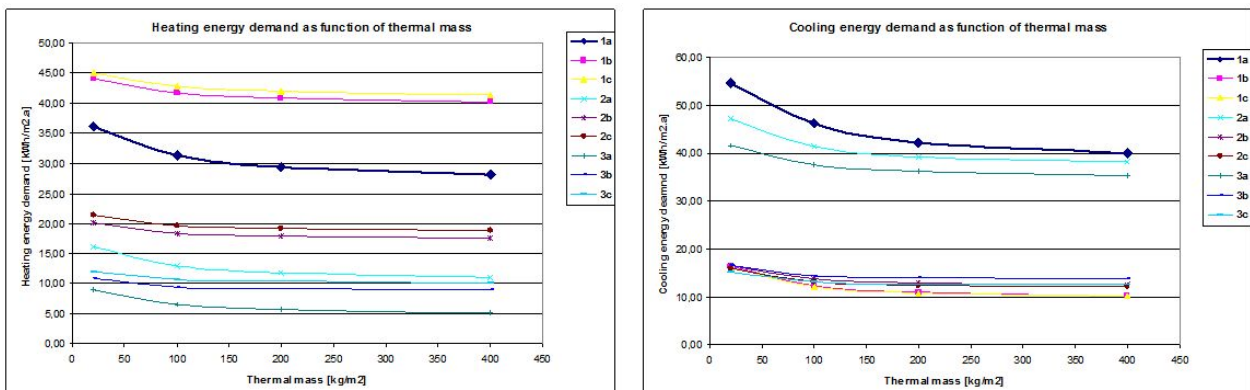 Heating energy demand as function of thermal mass
50,00
45,00
40,00
35,00
30,00
25,00
20,00
15,00
10,00
5,00
0,00
Heating energy demand [kWh/m2.a]
0 50 100 150 200 250 300 350 400 450
Thermal mass [kg/m2]
1a
1b
1c
2a
2b
2c
3a
3b
3c
Cooling energy demand as function of thermal mass
60,00
50,00
40,00
30,00
20,00
10,00
0,00
Cooling energy deamnd [kWh/m2.a]
0 50 100 150 200 250 300 350 400 450
Thermal mass [kg/m2]
1a
1b
1c
2a
2b
2c
3a
3b
3c